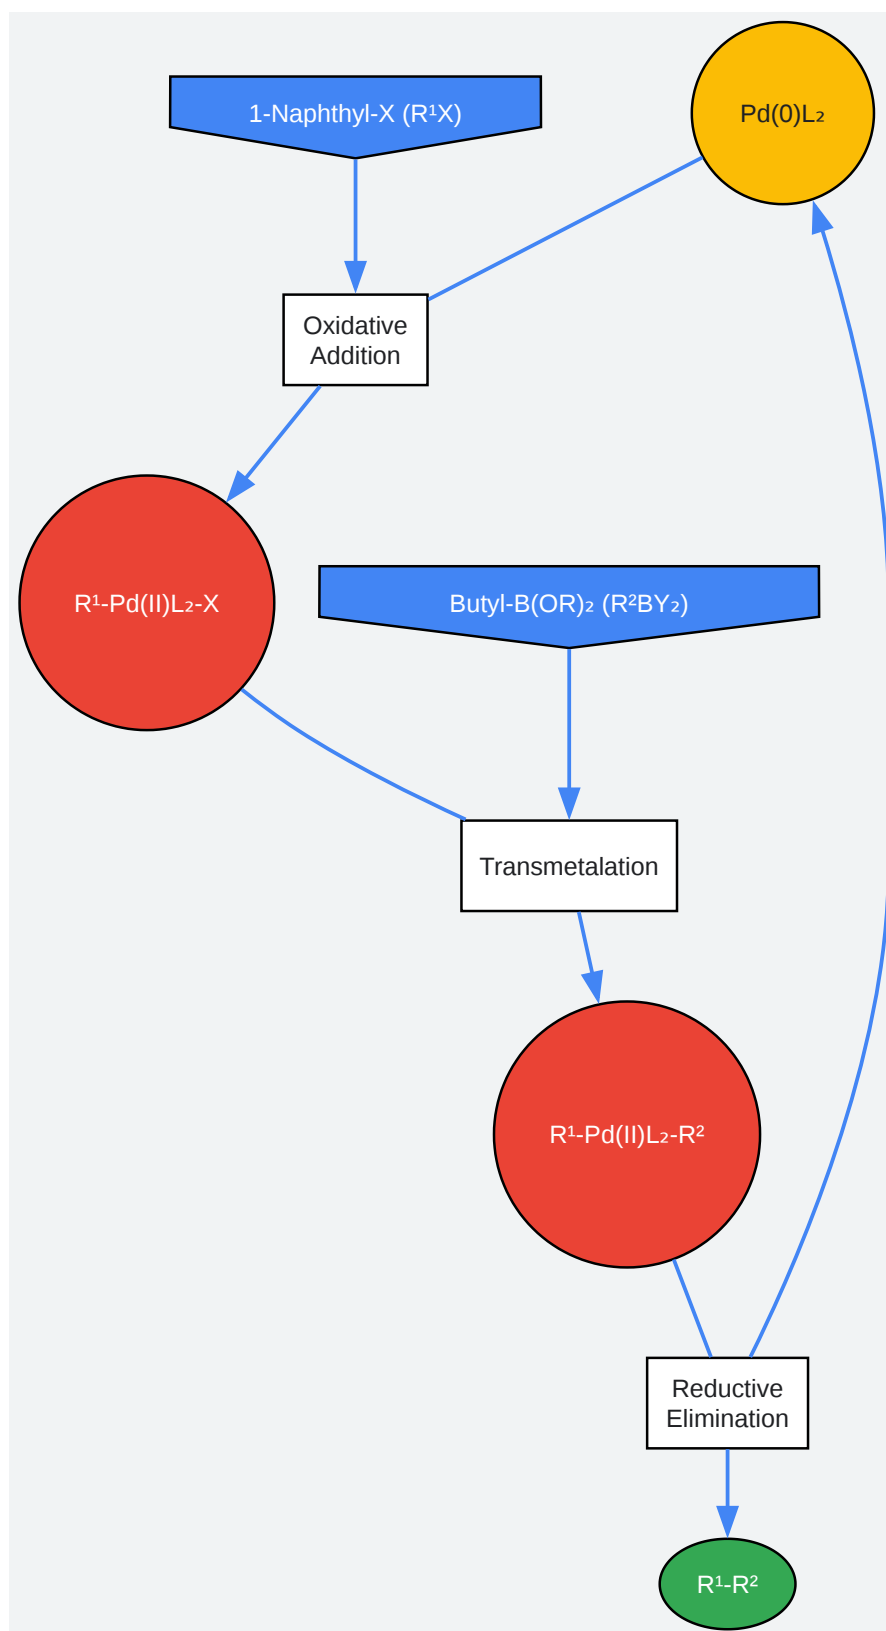 1-Naphthyl-X (R¹X)
Pd(0)L₂
Oxidative
Addition
R¹-Pd(II)L₂-X
Butyl-B(OR)₂ (R²BY₂)
Transmetalation
R¹-Pd(II)L₂-R²
Reductive
Elimination
R¹-R²